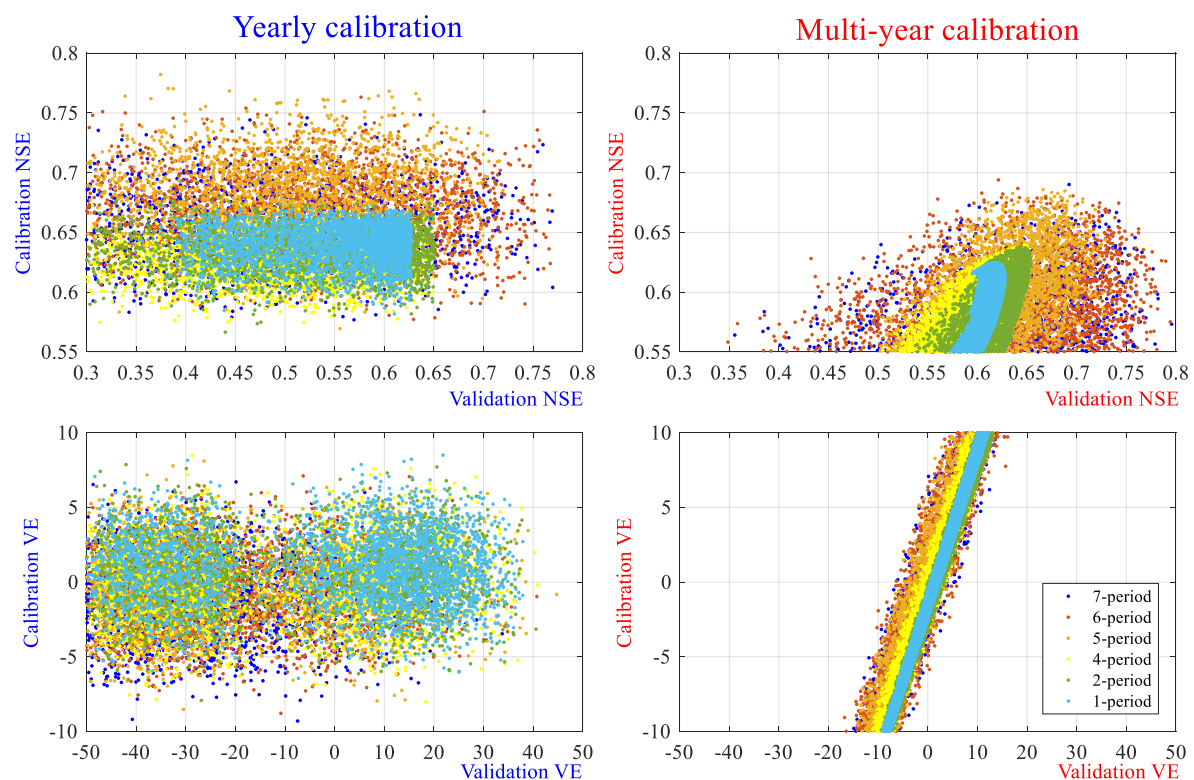 Yearly calibration
Multi-year calibration
Calibration NSE
0.8
0.75
0.7
0.65
0.6
0.55
0.3 0.35 0.4 0.45 0.5 0.55 0.6 0.65 0.7 0.75 0.8
Validation NSE
Calibration NSE
0.8
0.75
0.7
0.65
0.6
0.55
0.3 0.35 0.4 0.45 0.5 0.55 0.6 0.65 0.7 0.75 0.8
Validation NSE
Calibration VE
10
5
0
-5
-10
-50 -40 -30 -20 -10 0 10 20 30 40 50
Validation VE
Calibration VE
10
5
0
-5
-10
-50 -40 -30 -20 -10 0 10 20 30 40 50
Validation VE
7-period
6-period
5-period
4-period
2-period
1-period